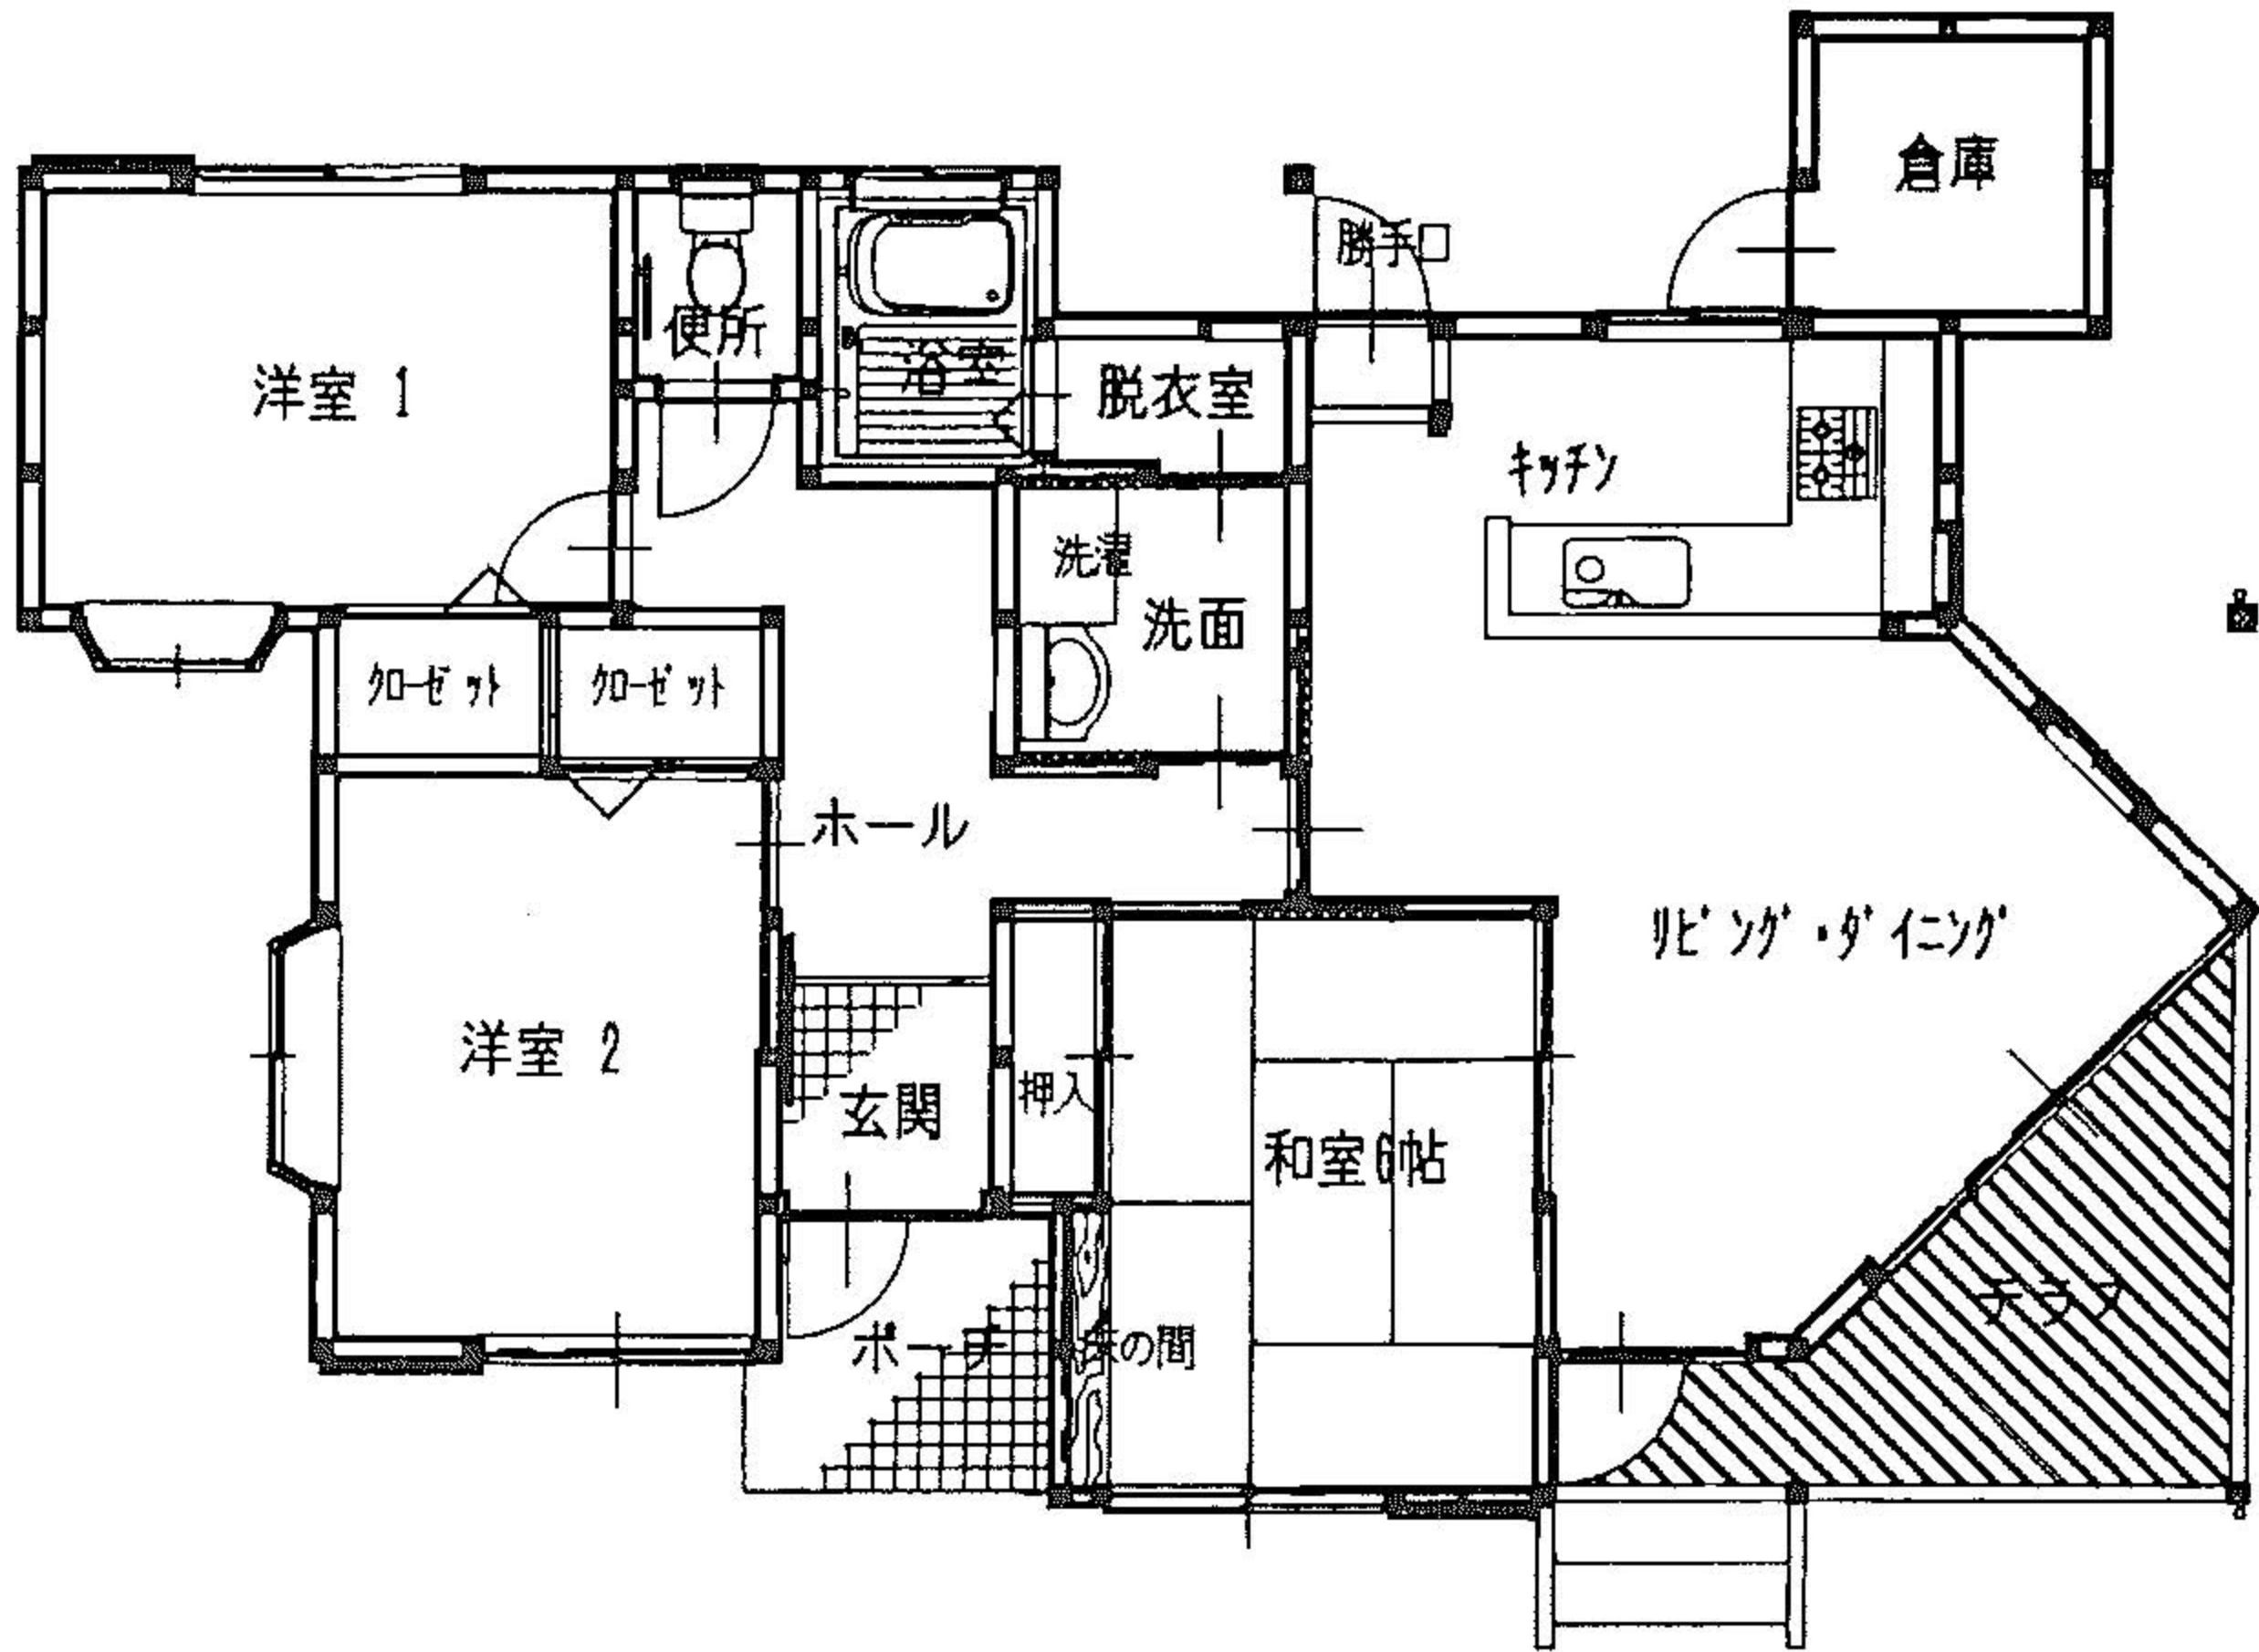 倉庫
勝手口
洋室 1
便所
浴室
脱衣室
キッチン
洗濯
洗面
クローゼット
クローゼット
ホール
リビング・ダイニング
洋室 2
玄関
押入
和室6帖
テラス
ポーチ
床の間